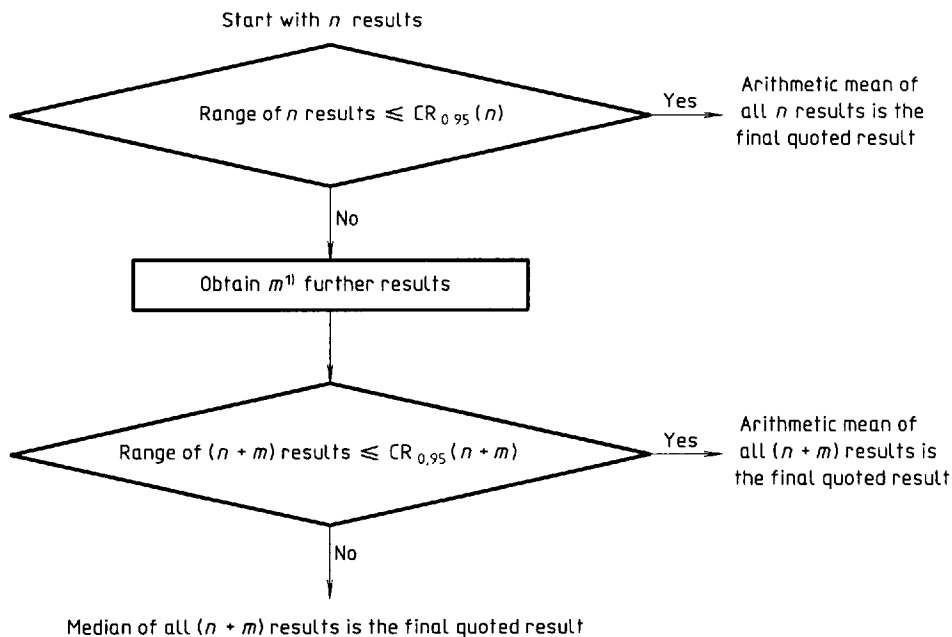 Start with n results
Range of n results ≤ CR0 95(n)
Yes
Arithmetic mean of
all n results is the
final quoted result
No
Obtain m1) further results
Range of (n + m) results ≤ CR0,95(n + m)
Yes
Arithmetic mean of
all (n + m) results is
the final quoted result
No
Median of all (n + m) results is the final quoted result